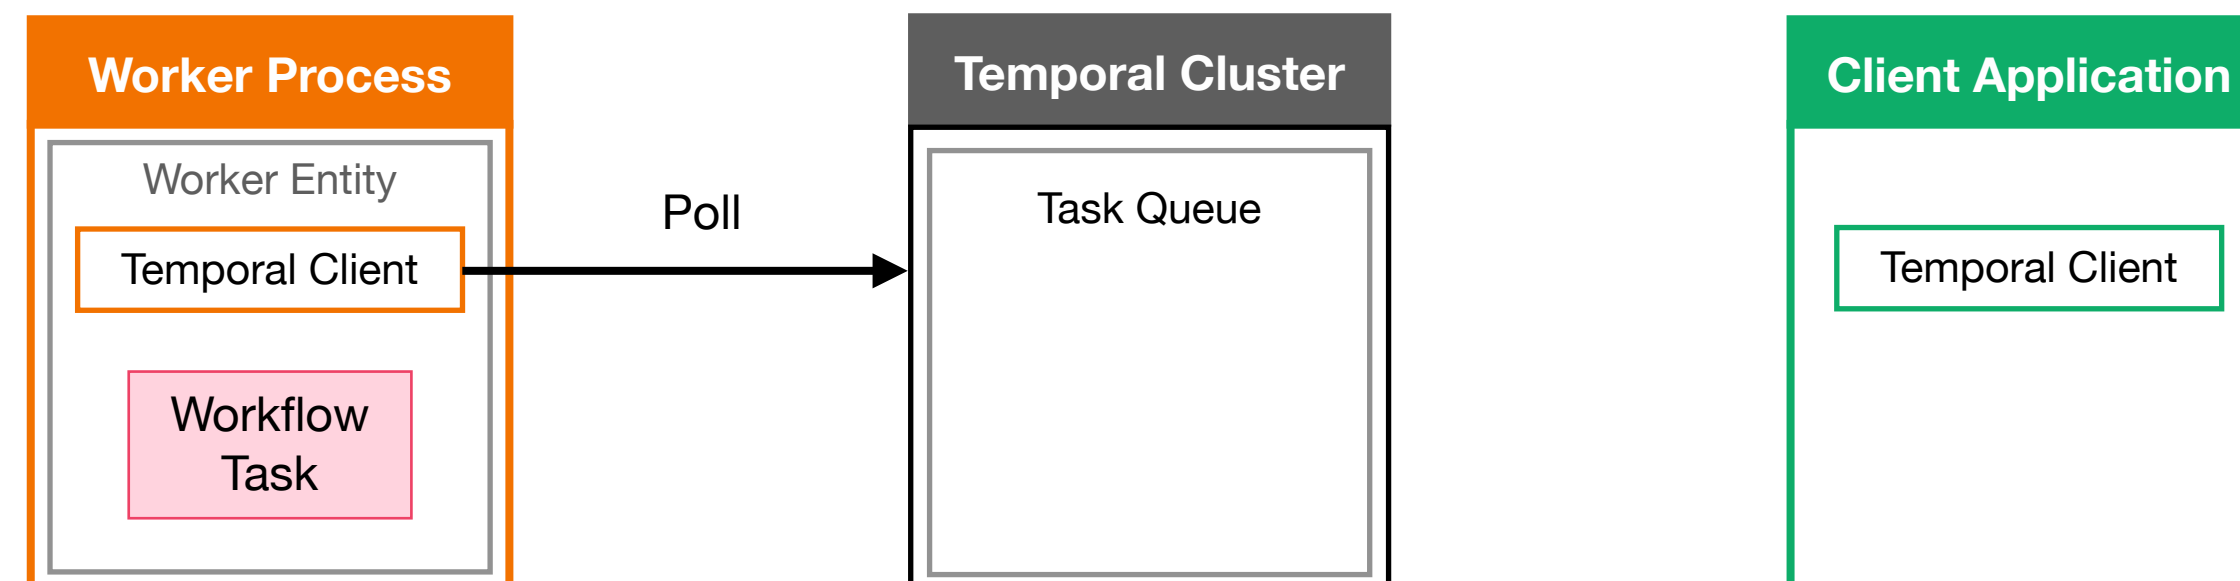 Worker Process
Worker Entity
Temporal Client
Workflow
Task
Poll
Temporal Cluster
Task Queue
Client Application
Temporal Client